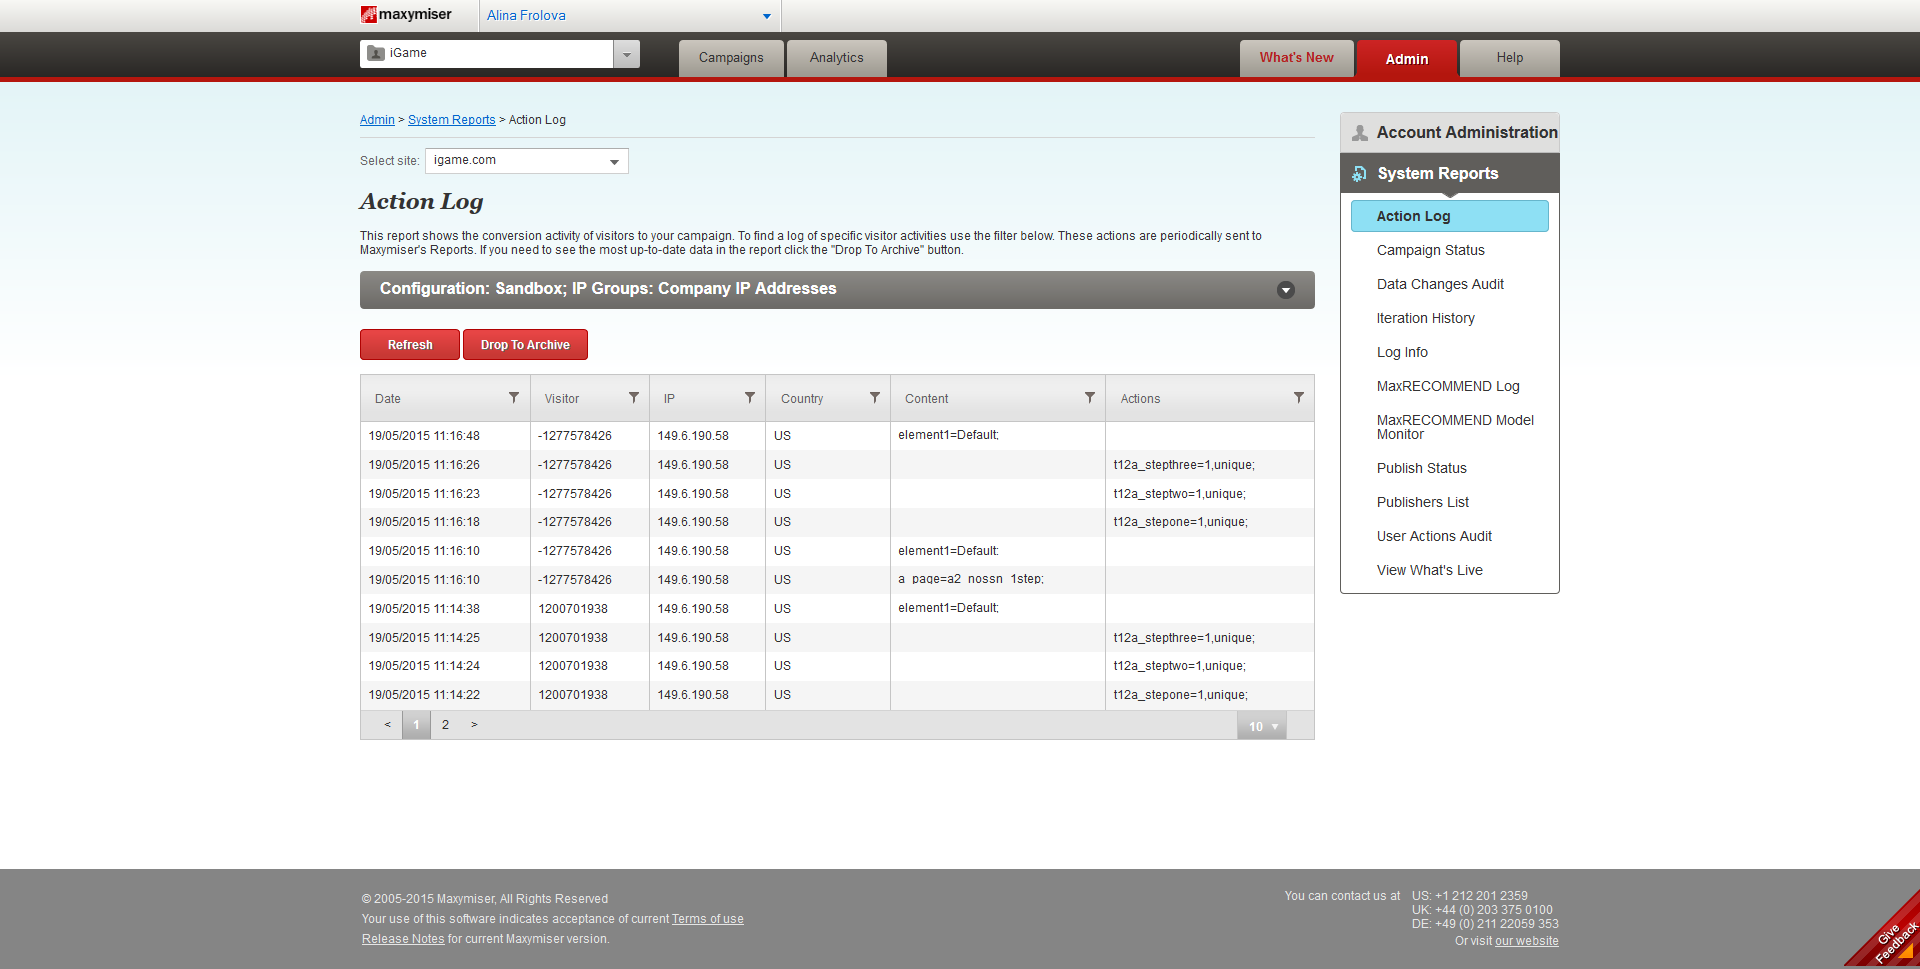 maxymiser
Alina Frolova
iGame
Campaigns
Analytics
What's New
Admin
Help
Admin > System Reports > Action Log
Select site: igame.com
Action Log
This report shows the conversion activity of visitors to your campaign. To find a log of specific visitor activities use the filter below. These actions are periodically sent to
Maxymiser's Reports. If you need to see the most up-to-date data in the report click the "Drop To Archive" button.
Configuration: Sandbox; IP Groups: Company IP Addresses
Refresh
Drop To Archive
Date Visitor IP Country Content Actions
19/05/2015 11:16:48 -1277578426 149.6.190.58 US element1=Default;
19/05/2015 11:16:26 -1277578426 149.6.190.58 US t12a_stepthree=1,unique;
19/05/2015 11:16:23 -1277578426 149.6.190.58 US t12a_steptwo=1,unique;
19/05/2015 11:16:18 -1277578426 149.6.190.58 US t12a_stepone=1,unique;
19/05/2015 11:16:10 -1277578426 149.6.190.58 US element1=Default;
19/05/2015 11:16:10 -1277578426 149.6.190.58 US a_page=a2_nossn_1step;
19/05/2015 11:14:38 1200701938 149.6.190.58 US element1=Default;
19/05/2015 11:14:25 1200701938 149.6.190.58 US t12a_stepthree=1,unique;
19/05/2015 11:14:24 1200701938 149.6.190.58 US t12a_steptwo=1,unique;
19/05/2015 11:14:22 1200701938 149.6.190.58 US t12a_stepone=1,unique;
< 1 2 > 10
Account Administration
System Reports
Action Log
Campaign Status
Data Changes Audit
Iteration History
Log Info
MaxRECOMMEND Log
MaxRECOMMEND Model
Monitor
Publish Status
Publishers List
User Actions Audit
View What's Live
© 2005-2015 Maxymiser, All Rights Reserved
Your use of this software indicates acceptance of current Terms of use
Release Notes for current Maxymiser version.
You can contact us at US: +1 212 201 2359
UK: +44 (0) 203 375 0100
DE: +49 (0) 211 22059 353
Or visit our website
Give
Feedback